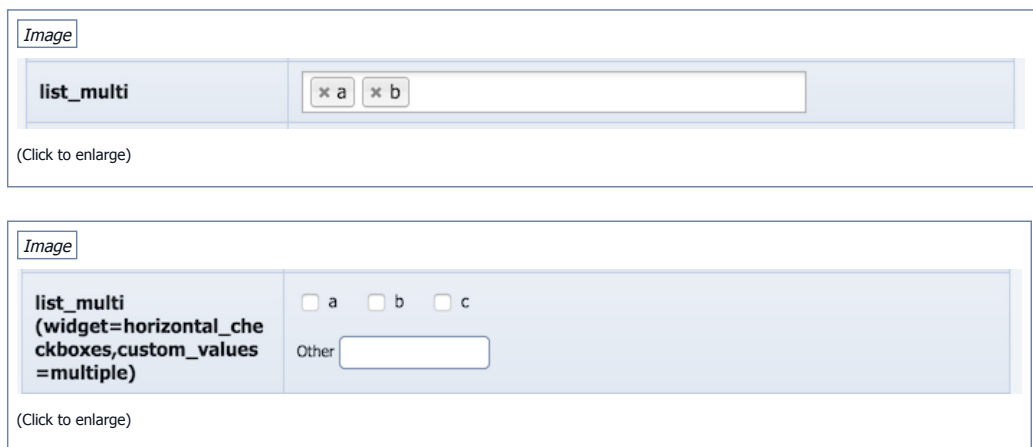 Image
list_multi
× a × b
(Click to enlarge)
Image
list_multi
(widget=horizontal_che
ckboxes,custom_values
=multiple)
a b c
Other
(Click to enlarge)